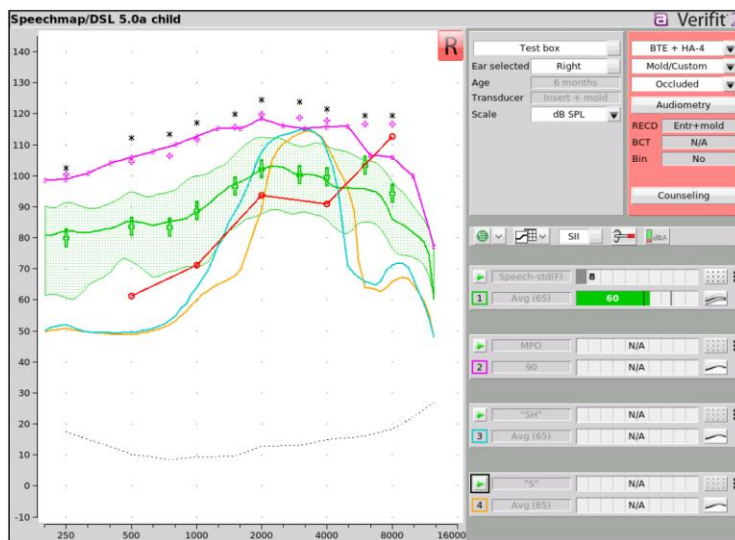 Speechmap/DSL 5.0a child
a Verifit 2
R
140
130
120
110
100
90
80
70
60
50
40
30
20
10
0
-10
250
500
1000
2000
4000
8000
16000
Test box
Ear selected Right
Age 6 months
Transducer Insert + mold
Scale dB SPL
BTE + HA-4
Mold/Custom
Occluded
Audiometry
RECD Entr+mold
BCT N/A
Bin No
Counseling
SII
dBA
Speech-std(F) 8
1 Avg (65) 60
MPO N/A
2 90 N/A
"SH" N/A
3 Avg (65) N/A
"S" N/A
4 Avg (65) N/A